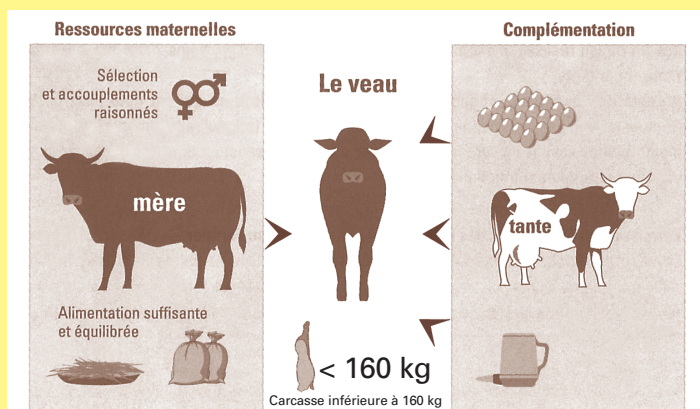 Ressources maternelles
Sélection
et accouplements
raisonnés
mère
Alimentation suffisante
et équilibrée
Le veau
< 160 kg
Carcasse inférieure à 160 kg
Complémentation
tante